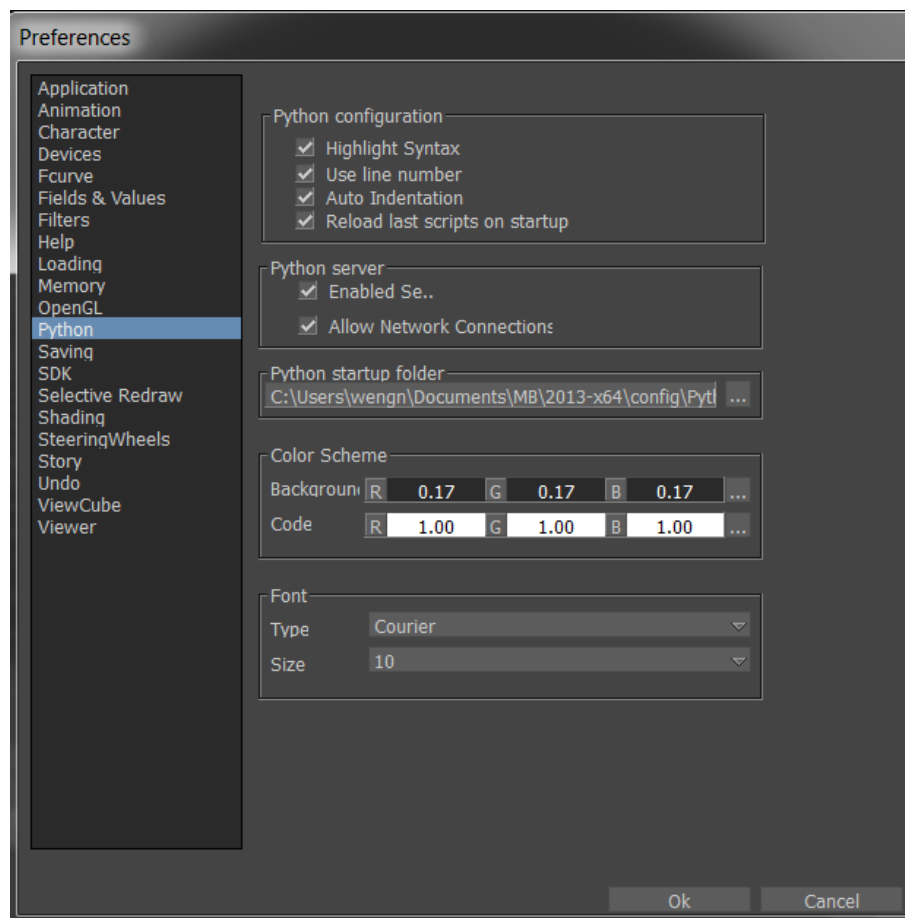 Preferences
Application
Animation
Character
Devices
Fcurve
Fields & Values
Filters
Help
Loading
Memory
OpenGL
Python
Saving
SDK
Selective Redraw
Shading
SteeringWheels
Story
Undo
ViewCube
Viewer
Python configuration
Highlight Syntax
Use line number
Auto Indentation
Reload last scripts on startup
Python server
Enabled Se..
Allow Network Connections
Python startup folder
C:\Users\wengn\Documents\MB\2013-x64\config\Pyth ...
Color Scheme
Background R 0.17 G 0.17 B 0.17 ...
Code R 1.00 G 1.00 B 1.00 ...
Font
Type Courier
Size 10
Ok Cancel